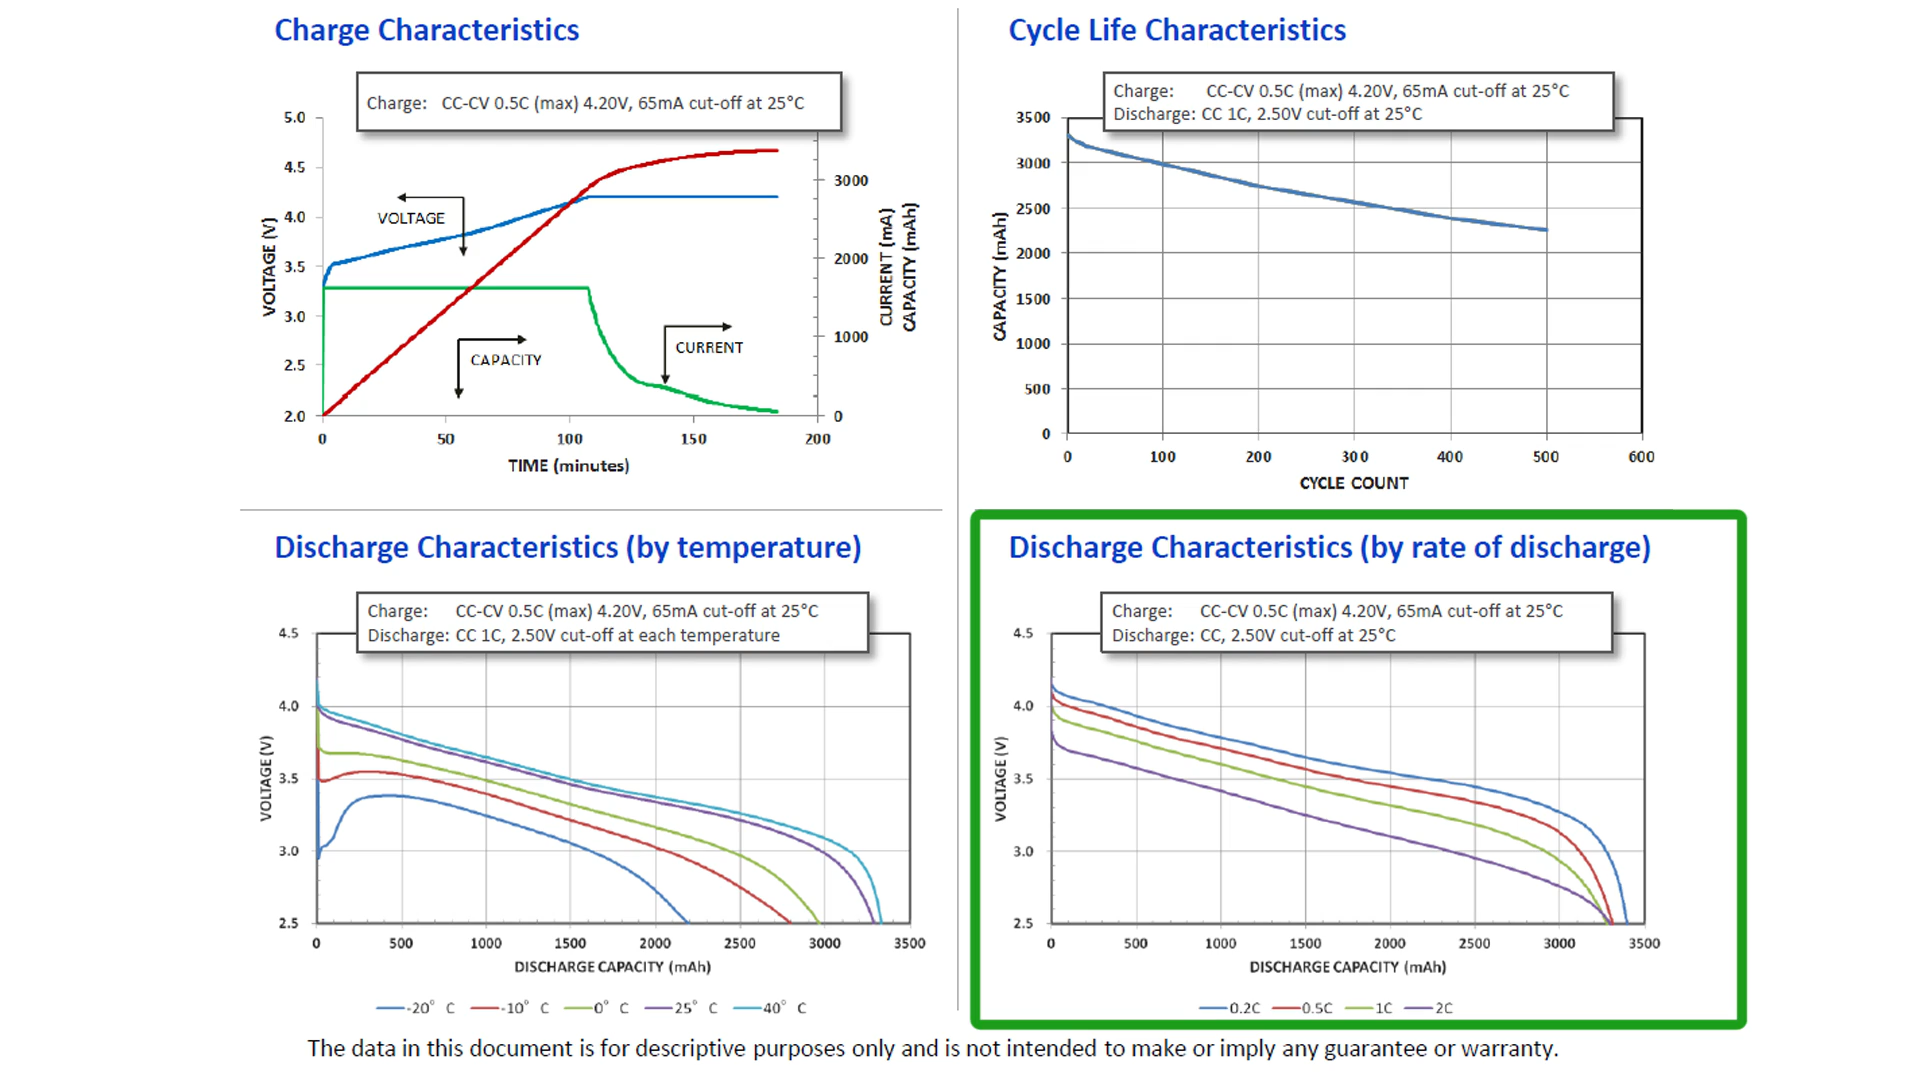 Charge Characteristics
Charge: CC-CV 0.5C (max) 4.20V, 65mA cut-off at 25°C
5.0
4.5
4.0
3.5
3.0
2.5
2.0
VOLTAGE (V)
VOLTAGE
CAPACITY
CURRENT
3000
2000
1000
0
CURRENT (mA)
CAPACITY (mAh)
0 50 100 150 200
TIME (minutes)
Cycle Life Characteristics
Charge: CC-CV 0.5C (max) 4.20V, 65mA cut-off at 25°C
Discharge: CC 1C, 2.50V cut-off at 25°C
3500
3000
2500
2000
1500
1000
500
0
CAPACITY (mAh)
0 100 200 300 400 500 600
CYCLE COUNT
Discharge Characteristics (by temperature)
Charge: CC-CV 0.5C (max) 4.20V, 65mA cut-off at 25°C
Discharge: CC 1C, 2.50V cut-off at each temperature
4.5
4.0
3.5
3.0
2.5
VOLTAGE (V)
0 500 1000 1500 2000 2500 3000 3500
DISCHARGE CAPACITY (mAh)
-20° C -10° C 0° C 25° C 40° C
Discharge Characteristics (by rate of discharge)
Charge: CC-CV 0.5C (max) 4.20V, 65mA cut-off at 25°C
Discharge: CC, 2.50V cut-off at 25°C
4.5
4.0
3.5
3.0
2.5
VOLTAGE (V)
0 500 1000 1500 2000 2500 3000 3500
DISCHARGE CAPACITY (mAh)
0.2C 0.5C 1C 2C
The data in this document is for descriptive purposes only and is not intended to make or imply any guarantee or warranty.